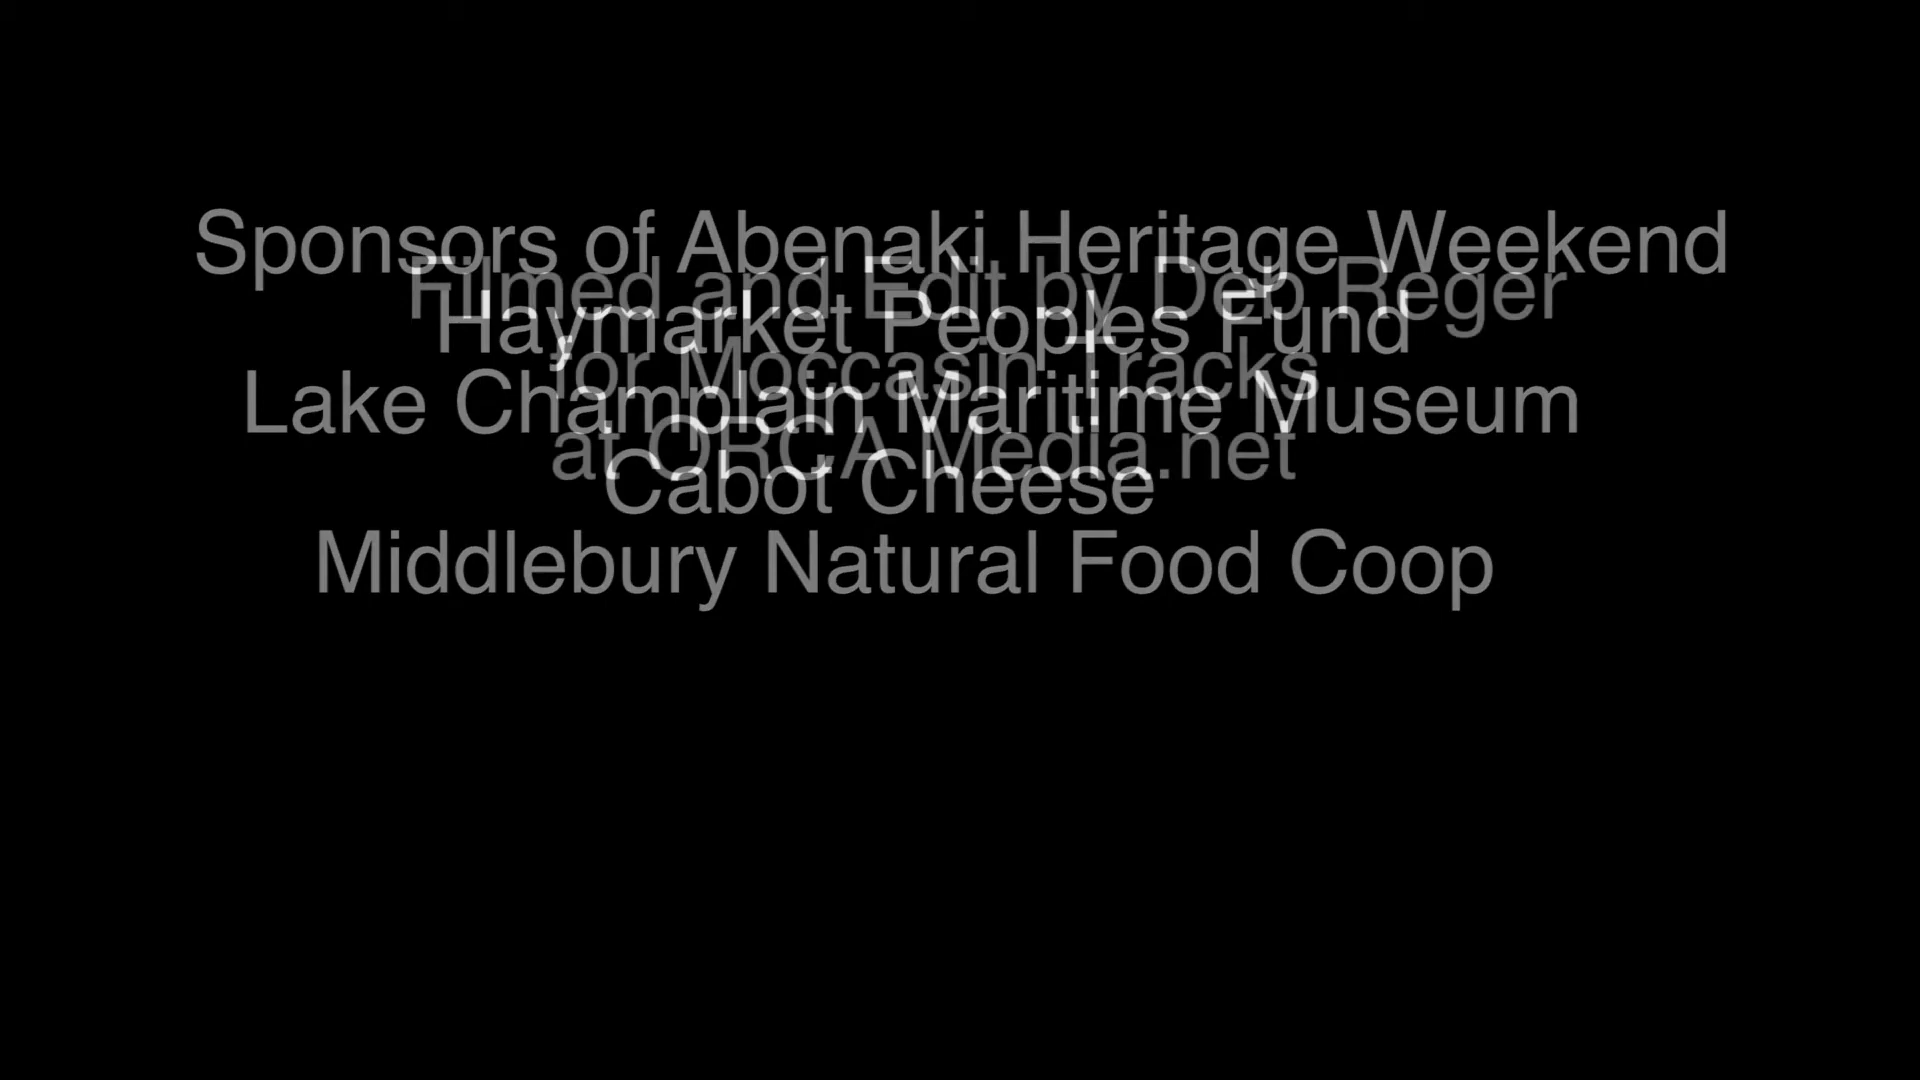 Sponsors of Abenaki Heritage Weekend
Filmed and Edit by Deb Reger
Haymarket Peoples Fund
for Moccasin Tracks
Lake Champlain Maritime Museum
at ORCA Media.net
Cabot Cheese
Middlebury Natural Food Coop